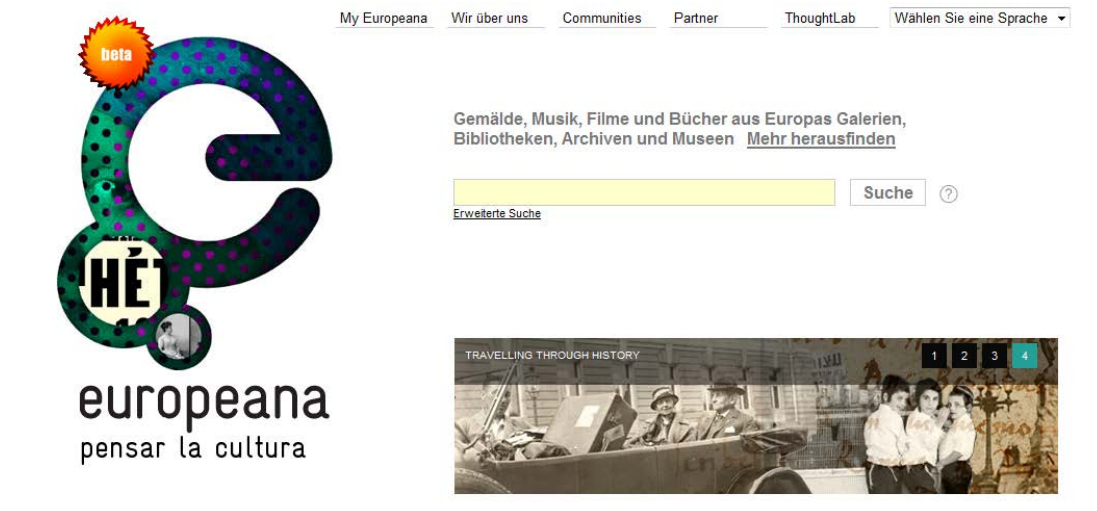 My Europeana Wir über uns Communities Partner ThoughtLab Wählen Sie eine Sprache
beta
Gemälde, Musik, Filme und Bücher aus Europas Galerien,
Bibliotheken, Archiven und Museen Mehr herausfinden
Suche ?
Erweiterte Suche
HÉ
TRAVELLING THROUGH HISTORY 1 2 3 4
europeana
pensar la cultura